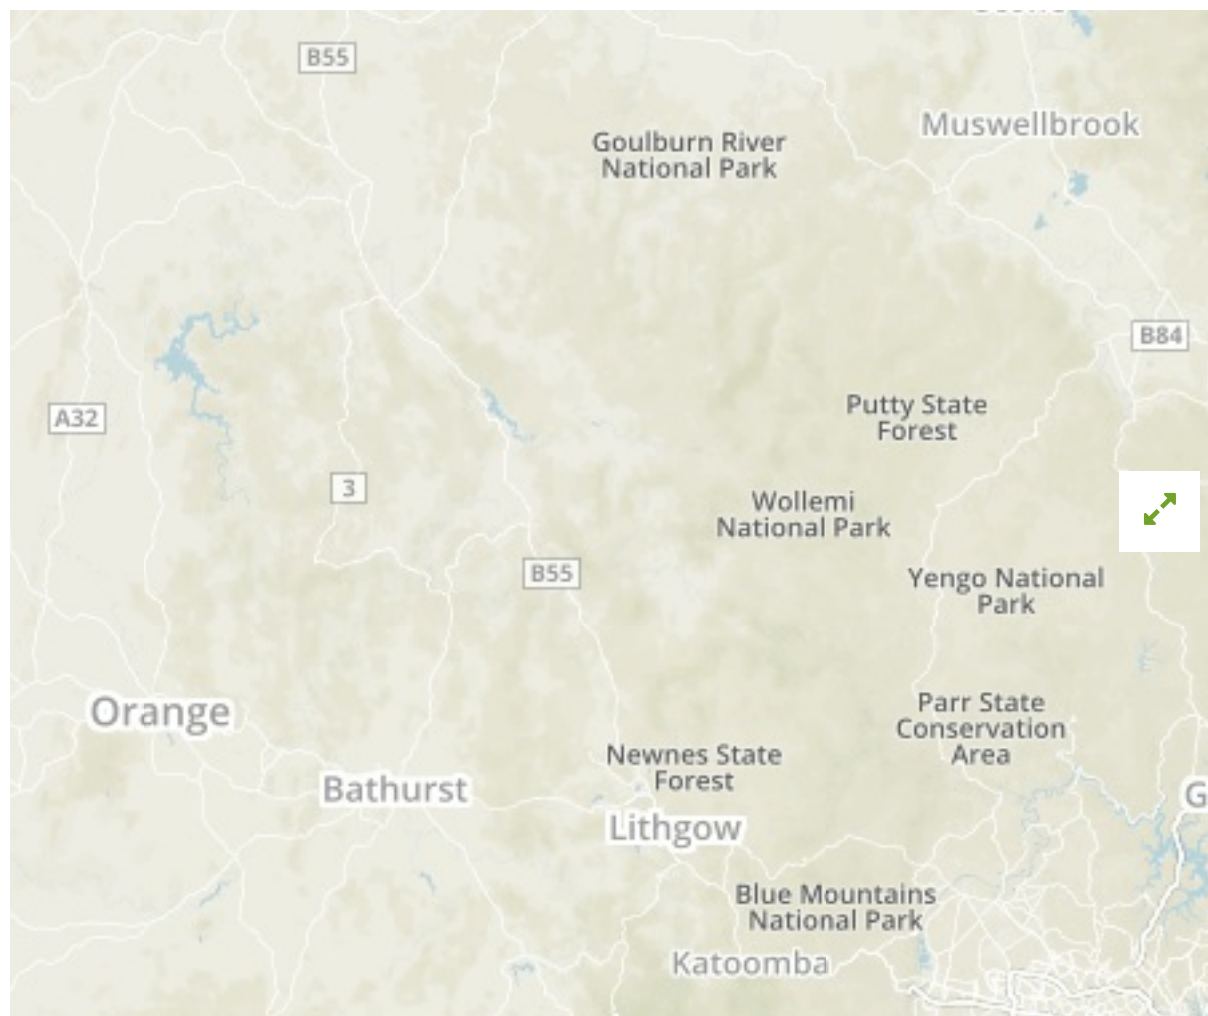 B55
Muswellbrook
Goulburn River
National Park
B84
Putty State
Forest
A32
3
Wollemi
National Park
B55
Yengo National
Park
Orange
Parr State
Conservation
Area
Newnes State
Forest
Bathurst
G
Lithgow
Blue Mountains
National Park
Katoomba